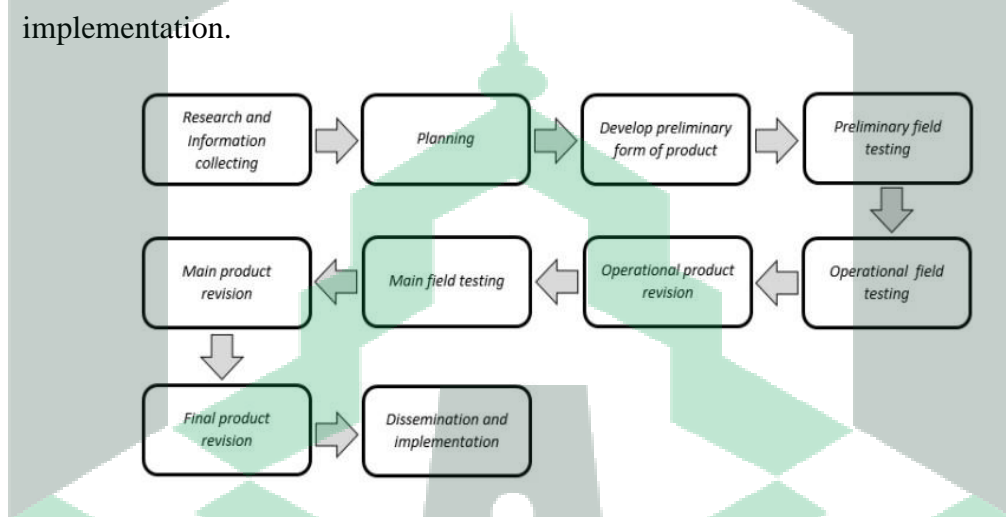 implementation.
Research and
Information
collecting
Planning
Develop preliminary
form of product
Preliminary field
testing
Operational field
testing
Operational product
revision
Main field testing
Main product
revision
Final product
revision
Dissemination and
implementation